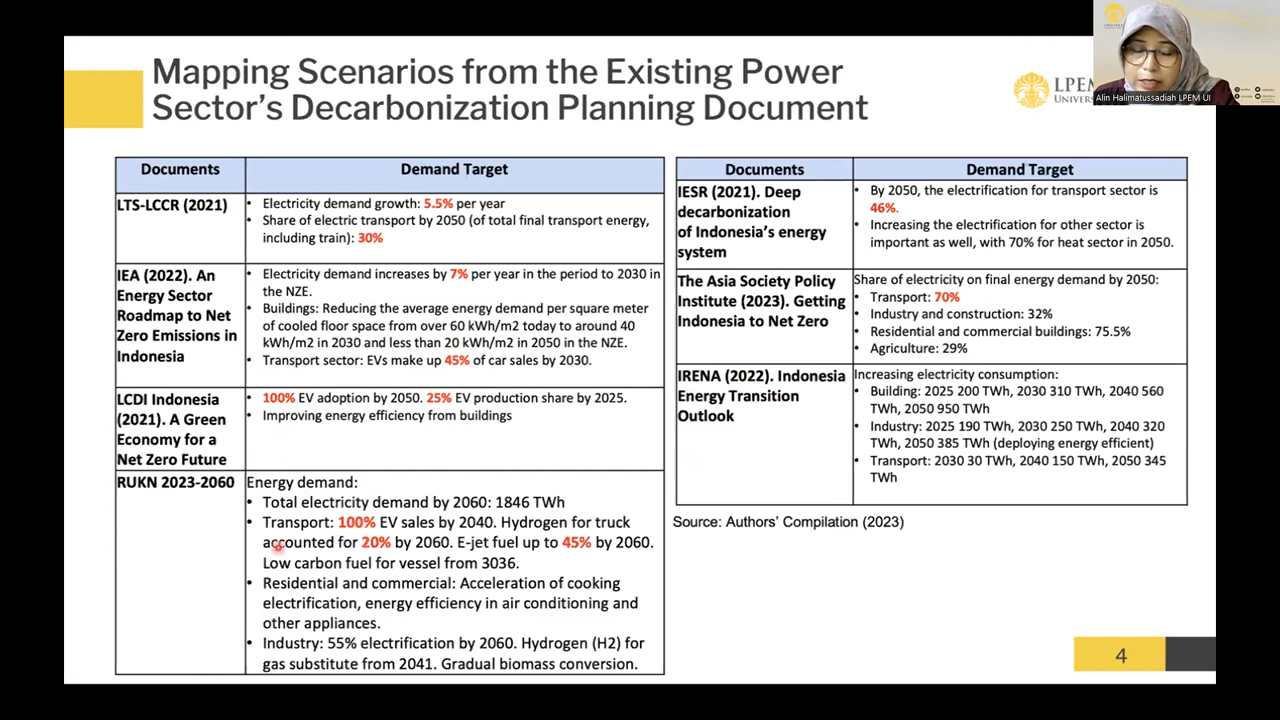 Mapping Scenarios from the Existing Power
Sector's Decarbonization Planning Document
LPEM
Alin Halimatussadiah LPEM UI
Documents
Demand Target
LTS-LCCR (2021)
• Electricity demand growth: 5.5% per year
• Share of electric transport by 2050 (of total final transport energy,
including train): 30%
IEA (2022). An
Energy Sector
Roadmap to Net
Zero Emissions in
Indonesia
• Electricity demand increases by 7% per year in the period to 2030 in
the NZE.
• Buildings: Reducing the average energy demand per square meter
of cooled floor space from over 60 kWh/m2 today to around 40
kWh/m2 in 2030 and less than 20 kWh/m2 in 2050 in the NZE.
• Transport sector: EVs make up 45% of car sales by 2030.
LCDI Indonesia
(2021). A Green
Economy for a
Net Zero Future
• 100% EV adoption by 2050. 25% EV production share by 2025.
• Improving energy efficiency from buildings
RUKN 2023-2060
Energy demand:
• Total electricity demand by 2060: 1846 TWh
• Transport: 100% EV sales by 2040. Hydrogen for truck
accounted for 20% by 2060. E-jet fuel up to 45% by 2060.
Low carbon fuel for vessel from 3036.
• Residential and commercial: Acceleration of cooking
electrification, energy efficiency in air conditioning and
other appliances.
• Industry: 55% electrification by 2060. Hydrogen (H2) for
gas substitute from 2041. Gradual biomass conversion.
Documents
Demand Target
IESR (2021). Deep
decarbonization
of Indonesia's energy
system
• By 2050, the electrification for transport sector is
46%.
• Increasing the electrification for other sector is
important as well, with 70% for heat sector in 2050.
The Asia Society Policy
Institute (2023). Getting
Indonesia to Net Zero
Share of electricity on final energy demand by 2050:
• Transport: 70%
• Industry and construction: 32%
• Residential and commercial buildings: 75.5%
• Agriculture: 29%
IRENA (2022). Indonesia
Energy Transition
Outlook
Increasing electricity consumption:
• Building: 2025 200 TWh, 2030 310 TWh, 2040 560
TWh, 2050 950 TWh
• Industry: 2025 190 TWh, 2030 250 TWh, 2040 320
TWh, 2050 385 TWh (deploying energy efficient)
• Transport: 2030 30 TWh, 2040 150 TWh, 2050 345
TWh
Source: Authors' Compilation (2023)
4